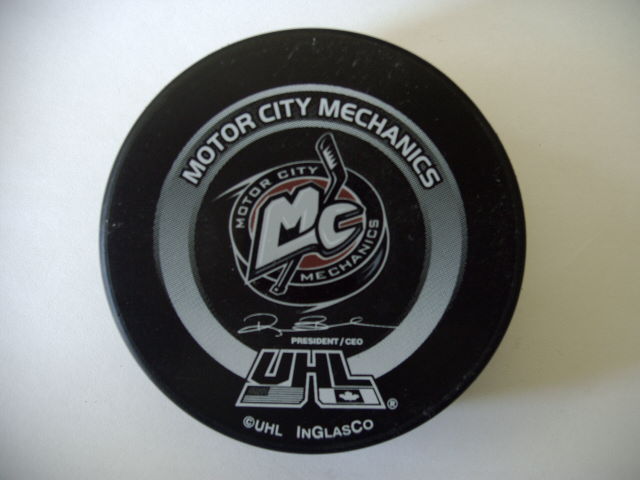 MOTOR CITY MECHANICS
MOTOR CITY
MC
MECHANICS
PRESIDENT/CEO
UHL
®
©UHL INGLASCO